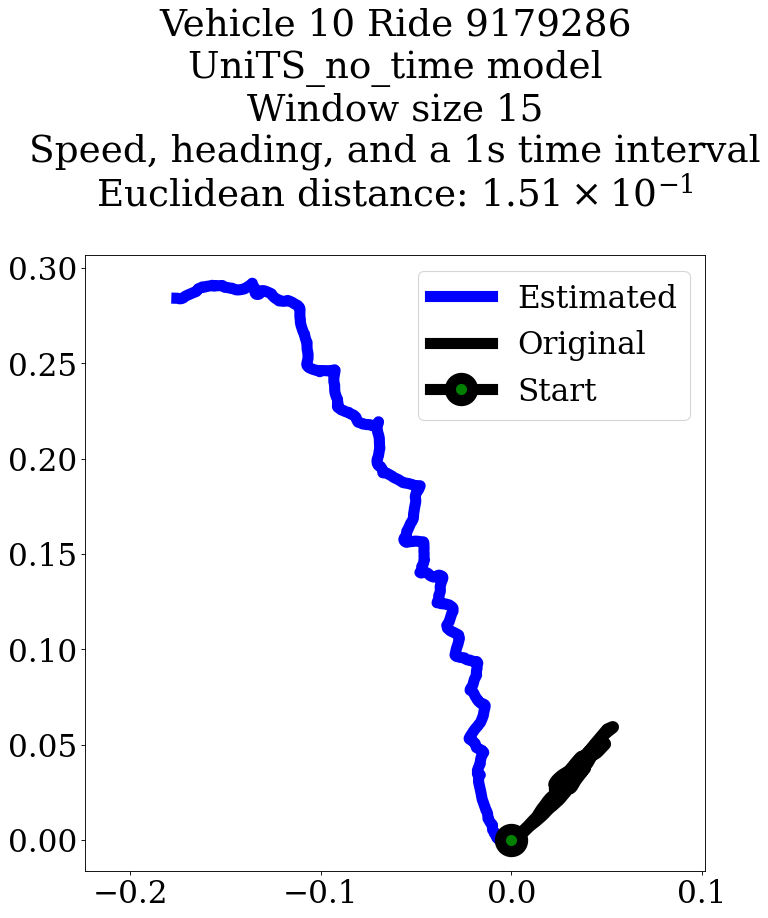 Vehicle 10 Ride 9179286
UniTS_no_time model
Window size 15
Speed, heading, and a 1s time interval
Euclidean distance: 1.51 × 10⁻¹
Estimated
Original
Start
0.30
0.25
0.20
0.15
0.10
0.05
0.00
−0.2 −0.1 0.0 0.1